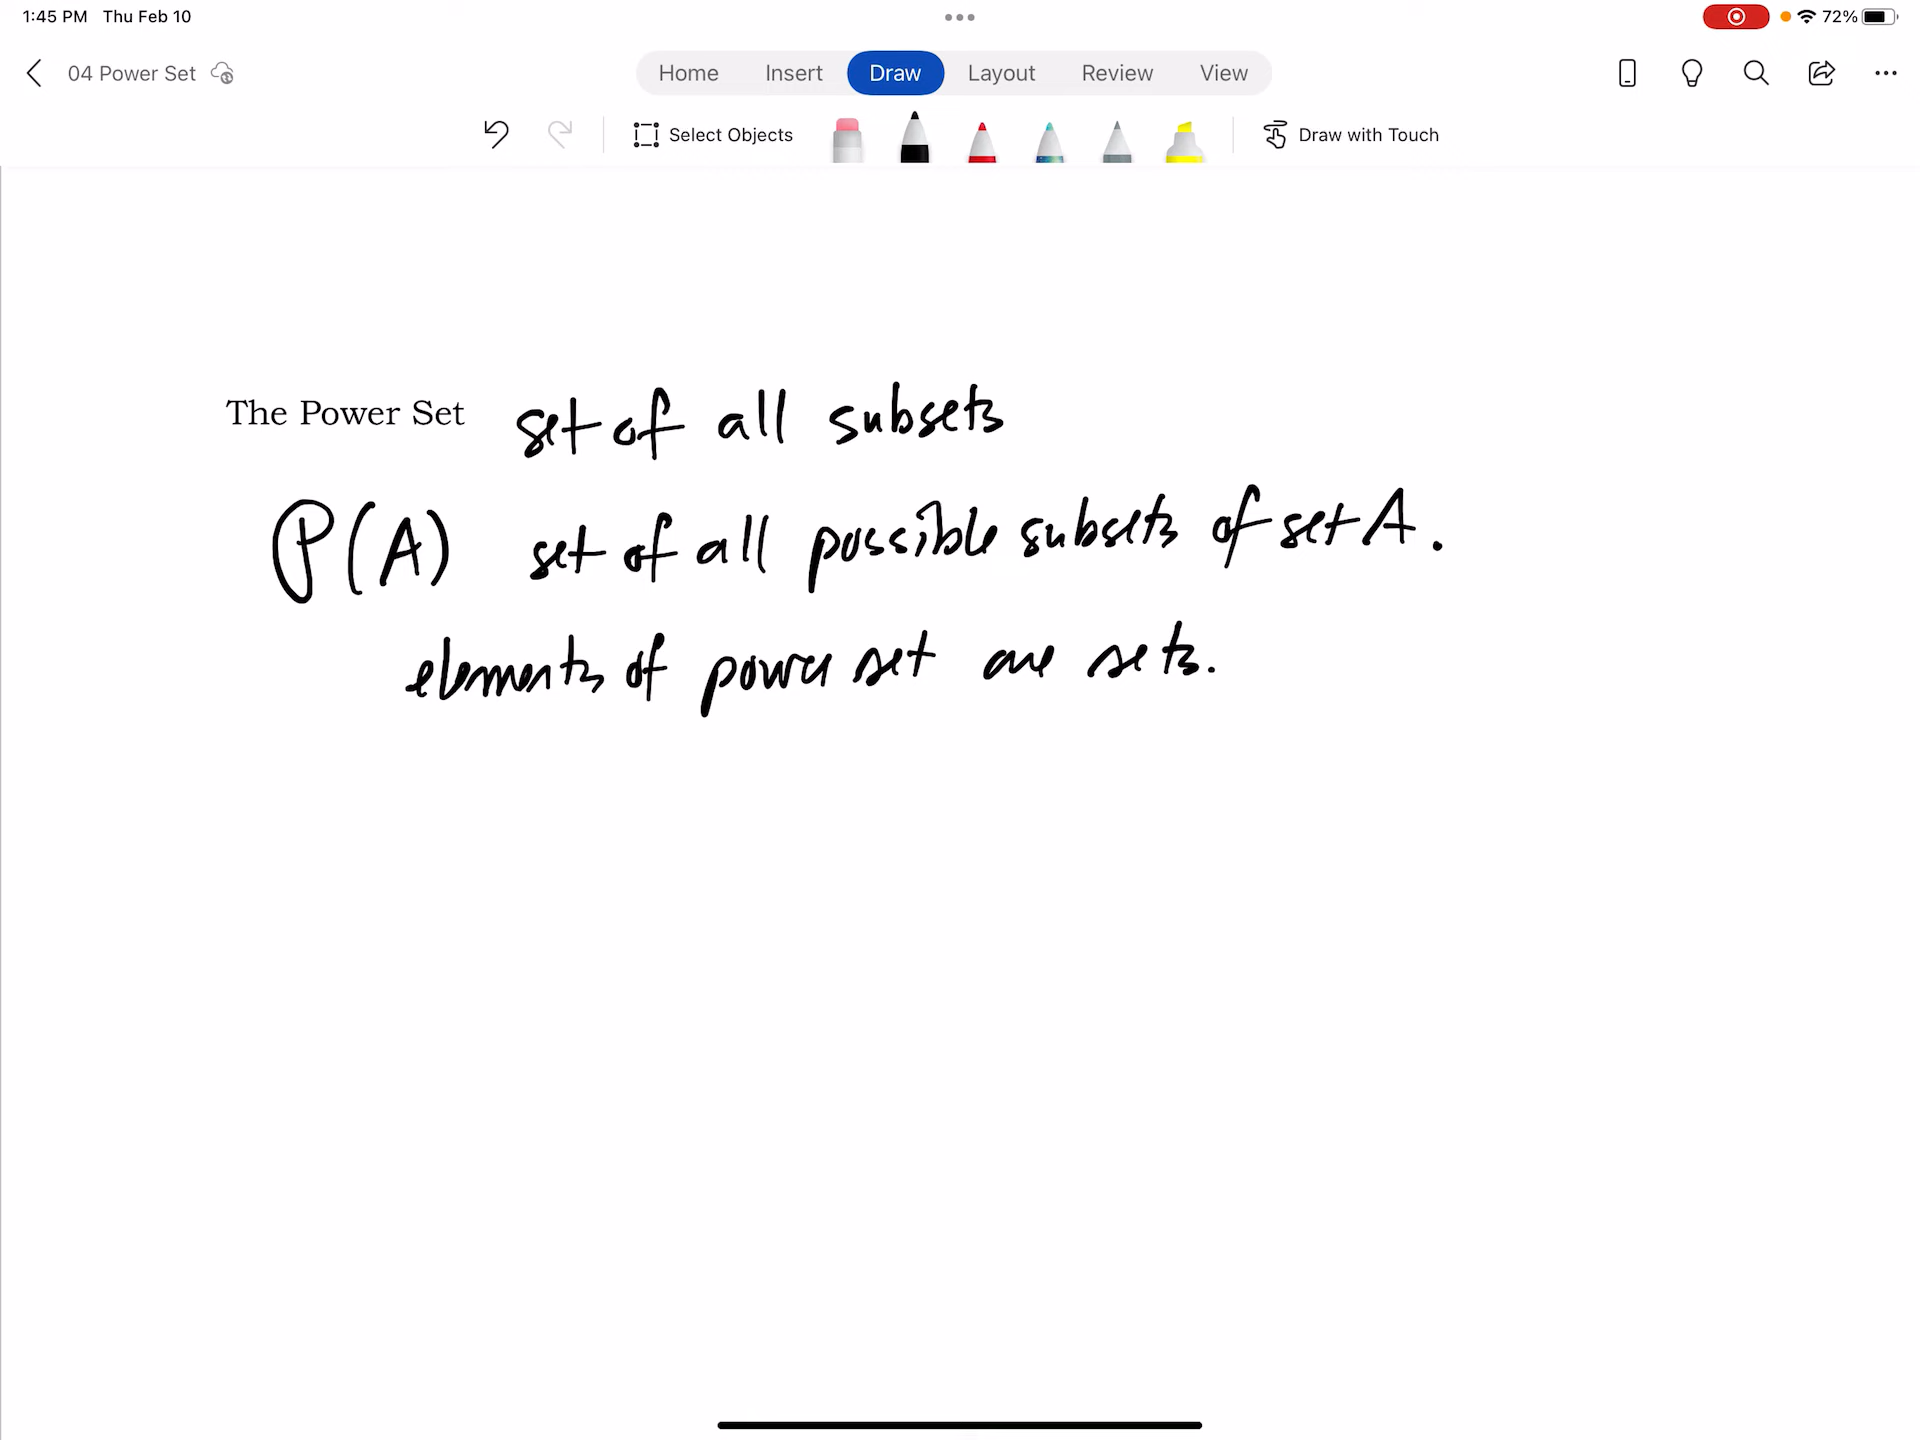 1:45 PM Thu Feb 10
72%
04 Power Set
Home Insert Draw Layout Review View
Select Objects
Draw with Touch
The Power Set set of all subsets
P(A) set of all possible subsets of set A.
elements of power set are sets.